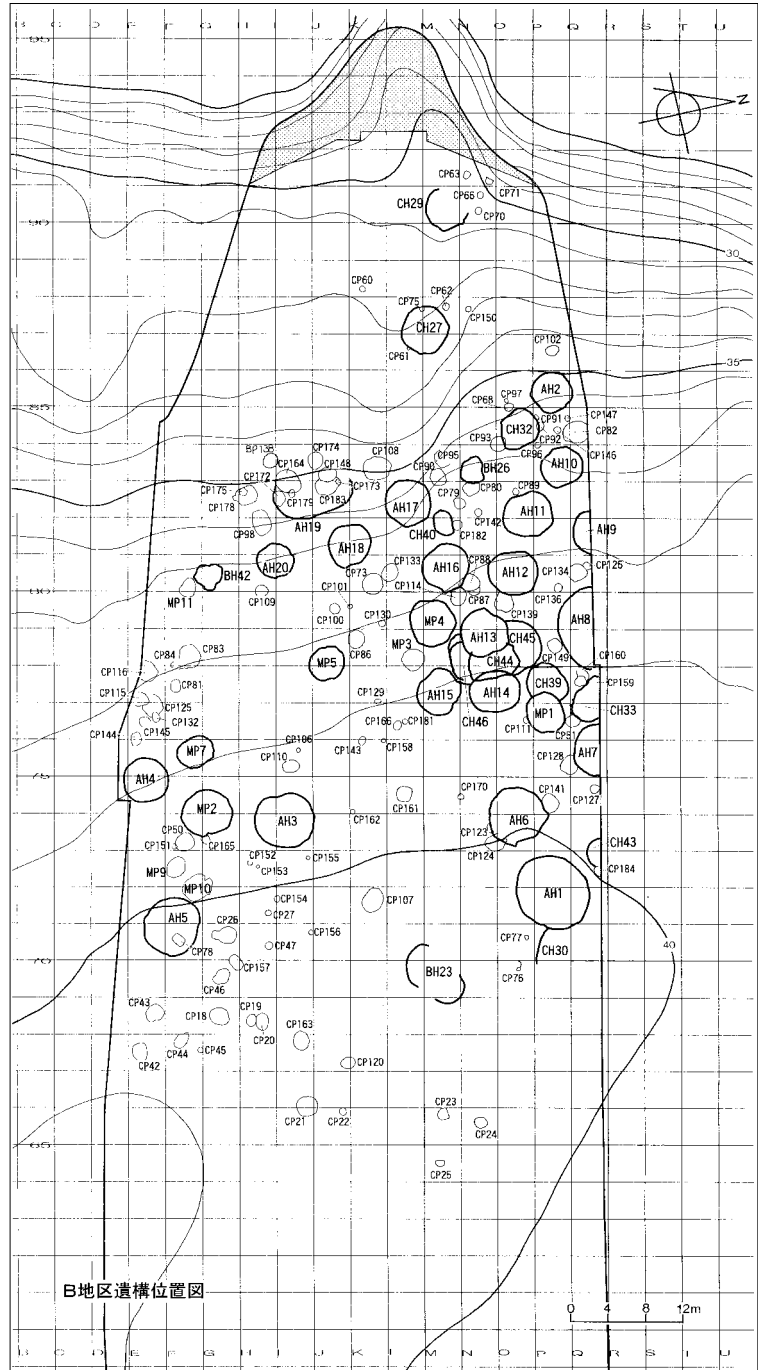 B C D E F G H I J K L M N O P Q R S T U
95
Z
CP63
CP71
CP66
CH29
CP70
90
30
CP60
CP62
CP75
CP150
CH27
CP61
CP102
35
AH2
CP97
CP68
85
CP147
CP91
CP82
CH32
CP92
CP93
CP96
CP146
BP138
CP174
CP108
CP164
CP148
CP95
CP90
BH26
AH10
CP172
CP175
CP173
CP79
CP80
CP89
CP178
CP179
CP183
AH17
AH11
CP142
AH19
CH40
CP182
AH9
CP98
AH18
CP133
CP88
AH20
AH16
AH12
CP134
CP125
BH42
CP73
CP114
80
MP11
CP109
CP101
CP87
CP136
CP139
CP100
CP130
MP4
AH8
AH13
CH45
CP84
CP83
CP86
MP3
CP160
CP116
MP5
CH44
CP149
CP81
CP159
CP115
CP125
CP129
AH15
AH14
CH39
CH33
CP132
CP166
CP181
CH46
MP1
CP144
CP145
CP111
CP51
MP7
CP106
CP143
CP158
CP110
CP128
AH7
75
AH4
CP170
CP141
CP127
CP161
MP2
AH3
CP162
AH6
CP50
CP123
CH43
CP151
CP165
CP124
CP152
CP155
MP9
CP153
CP184
MP10
CP154
CP107
AH1
AH5
CP27
CP26
CP156
CP77
40
CP78
CP47
CH30
70
CP157
BH23
CP76
CP46
CP43
CP18
CP19
CP163
CP20
CP44
CP45
CP42
CP120
CP21
CP22
CP23
CP24
65
CP25
B地区遺構位置図
0 4 8 12m
B C D E F G H I J K L M N O P Q R S T U